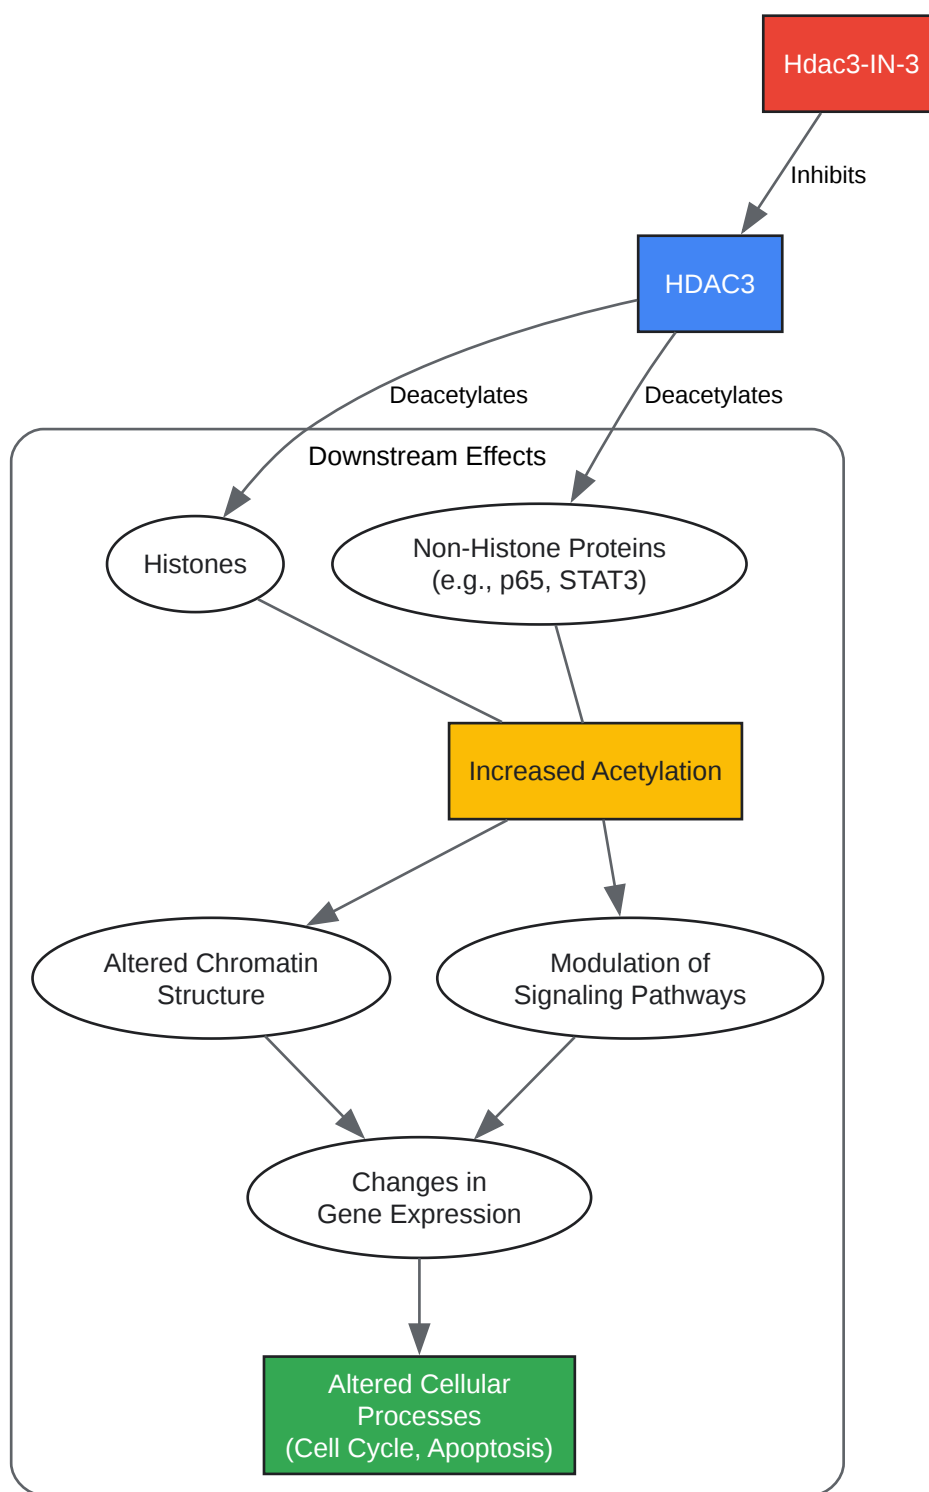 Hdac3-IN-3
Inhibits
HDAC3
Deacetylates
Deacetylates
Downstream Effects
Histones
Non-Histone Proteins
(e.g., p65, STAT3)
Increased Acetylation
Altered Chromatin
Structure
Modulation of
Signaling Pathways
Changes in
Gene Expression
Altered Cellular
Processes
(Cell Cycle, Apoptosis)